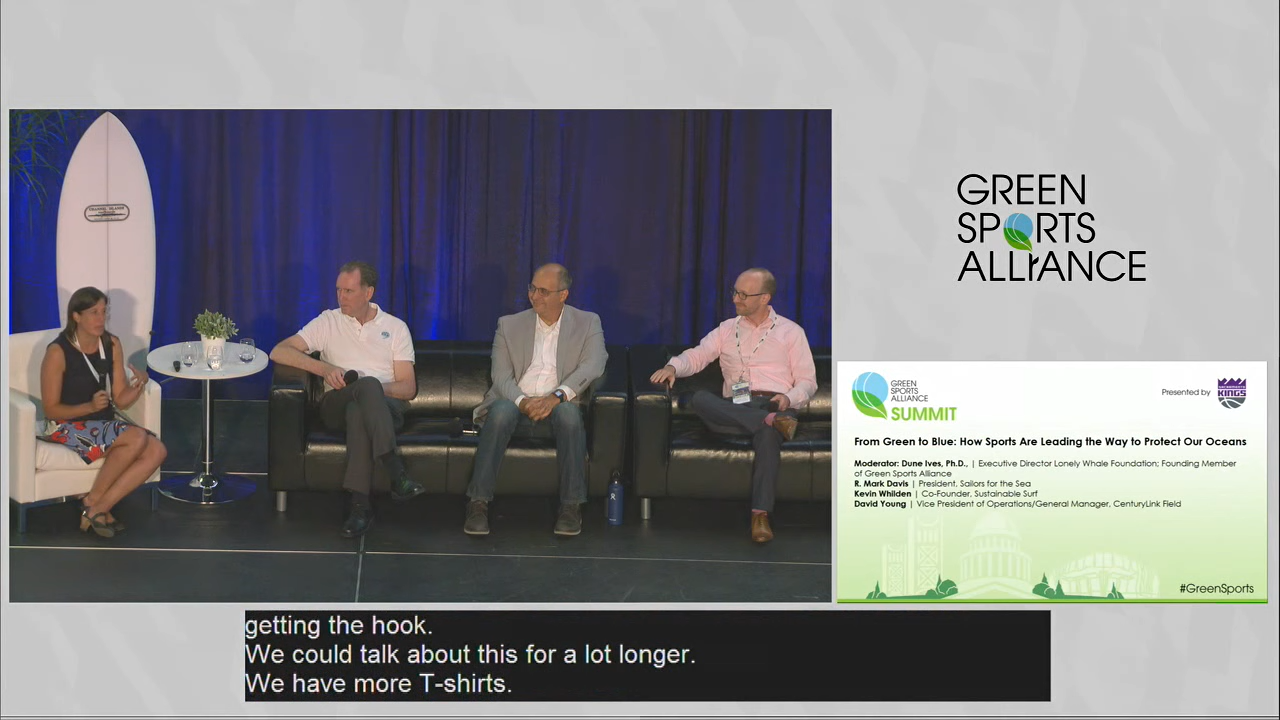 GREEN
SPORTS
ALLIANCE
GREEN
SPORTS
ALLIANCE
SUMMIT
Presented by
SACRAMENTO
KINGS
From Green to Blue: How Sports Are Leading the Way to Protect Our Oceans
Moderator: Dune Ives, Ph.D., | Executive Director Lonely Whale Foundation; Founding Member
of Green Sports Alliance
R. Mark Davis | President, Sailors for the Sea
Kevin Whilden | Co-Founder, Sustainable Surf
David Young | Vice President of Operations/General Manager, CenturyLink Field
#GreenSports
getting the hook.
We could talk about this for a lot longer.
We have more T-shirts.